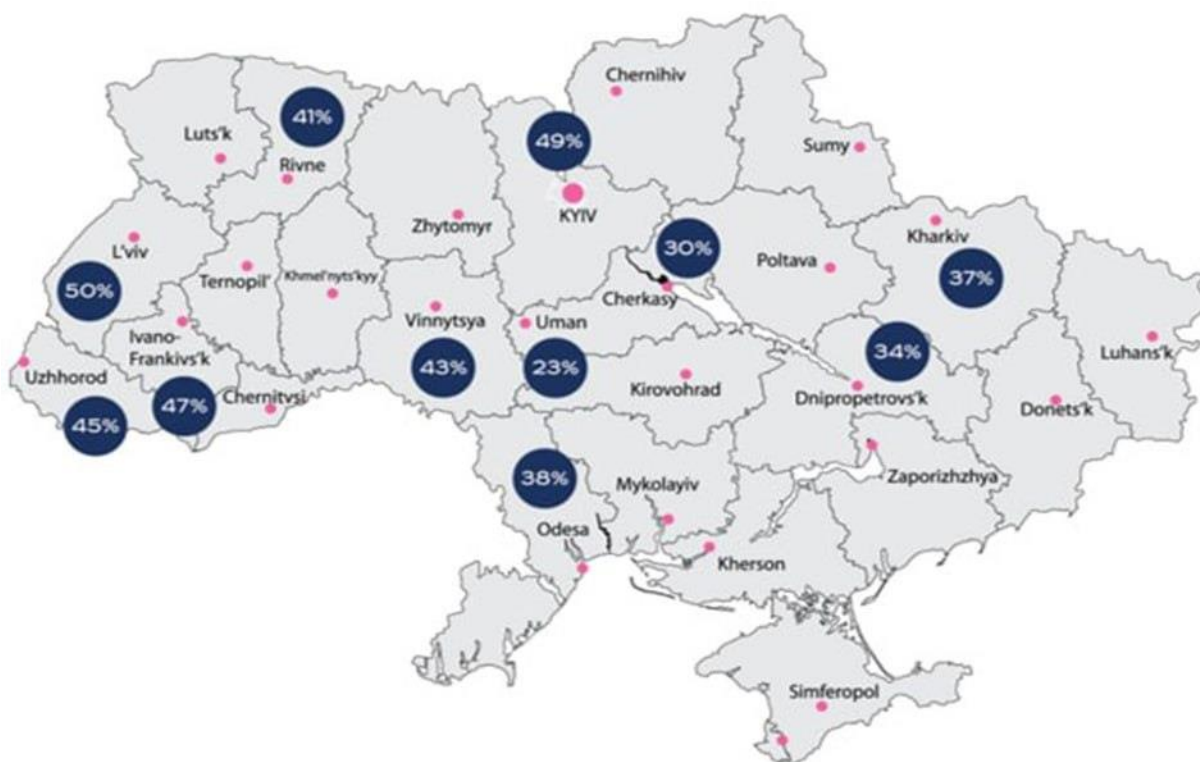 Chernihiv
41%
49%
Luts'k
Sumy
Rivne
KYIV
Zhytomyr
Kharkiv
L'viv
30%
Poltava
Ternopil'
Khmel'nyts'kyy
37%
50%
Cherkasy
Vinnytsya
Uman
Ivano-
Frankivs'k
34%
Luhans'k
Uzhhorod
43%
23%
Kirovohrad
Chernitvsi
Dnipropetrovs'k
47%
Donets'k
45%
38%
Mykolayiv
Zaporizhzhya
Odesa
Kherson
Simferopol